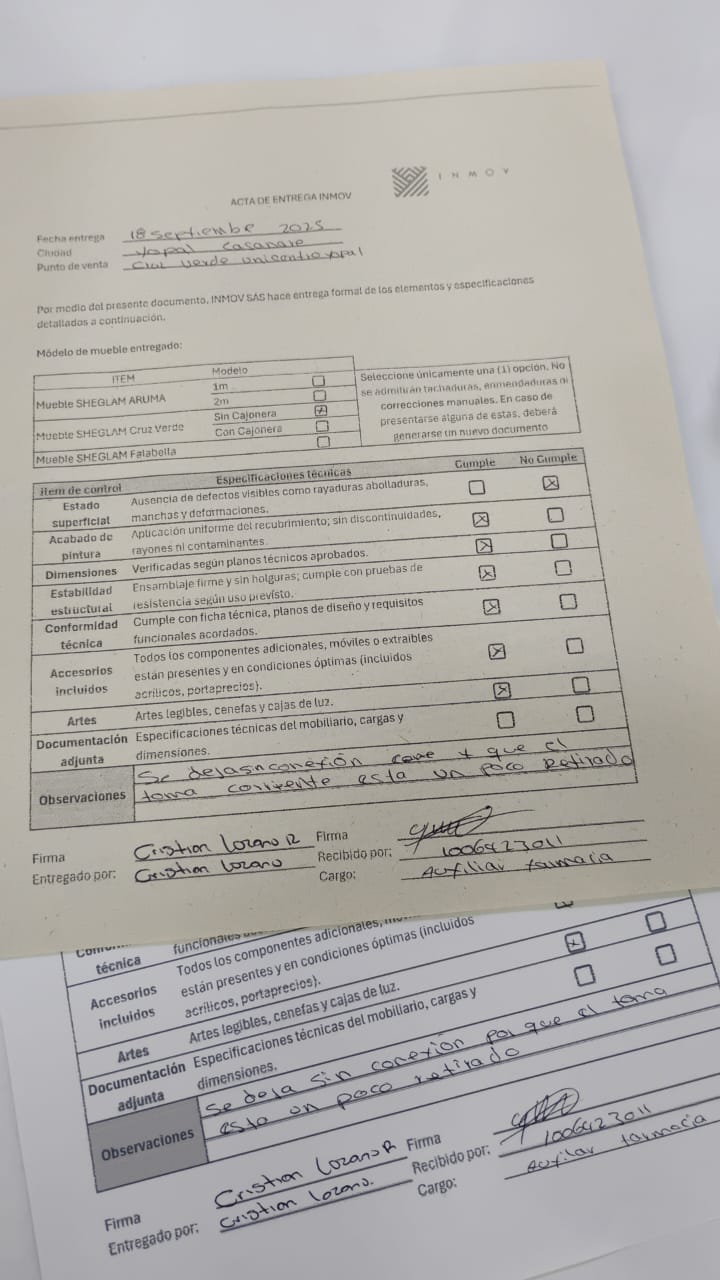 INMOV
ACTA DE ENTREGA INMOV
Fecha entrega 18 septiembre 2025
Ciudad Yopal Casanare
Punto de venta Cruz verde unicentro yopal
Por medio del presente documento, INMOV SAS hace entrega formal de los elementos y especificaciones
detallados a continuación.
Módelo de mueble entregado:
ITEM Modelo
Mueble SHEGLAM ARUMA 1m
2m
Mueble SHEGLAM Cruz Verde Sin Cajonera
Con Cajonera
Mueble SHEGLAM Falabella
Seleccione únicamente una (1) opción. No
se admitirán tachaduras, enmendaduras ni
correcciones manuales. En caso de
presentarse alguna de estas, deberá
generarse un nuevo documento
ítem de control Especificaciones técnicas Cumple No Cumple
Estado superficial Ausencia de defectos visibles como rayaduras abolladuras,
manchas y deformaciones.
Acabado de pintura Aplicación uniforme del recubrimiento; sin discontinuidades,
rayones ni contaminantes.
Dimensiones Verificadas según planos técnicos aprobados.
Estabilidad estructural Ensamblaje firme y sin holguras; cumple con pruebas de
resistencia según uso previsto.
Conformidad técnica Cumple con ficha técnica, planos de diseño y requisitos
funcionales acordados.
Accesorios incluidos Todos los componentes adicionales, móviles o extraibles
están presentes y en condiciones óptimas (incluidos
acrílicos, portaprecios).
Artes Artes legibles, cenefas y cajas de luz.
Documentación adjunta Especificaciones técnicas del mobiliario, cargas y
dimensiones.
Observaciones Se deja sin conexión que el
toma corriente esta un poco retirado
Firma Cristian Lozano R Firma
Entregado por: Cristian Lozano Recibido por: 1006423011
Cargo: Auxiliar farmacia
técnica funcionales
Accesorios incluidos Todos los componentes adicionales,
están presentes y en condiciones óptimas (incluidos
acrílicos, portaprecios).
Artes Artes legibles, cenefas y cajas de luz.
Documentación adjunta Especificaciones técnicas del mobiliario, cargas y
dimensiones.
Observaciones Se deja sin conexión por que el toma
esta un poco retirado
Firma Cristian Lozano R Firma
Entregado por: Cristian Lozano. Recibido por: 1006423011
Cargo: Auxiliar farmacia